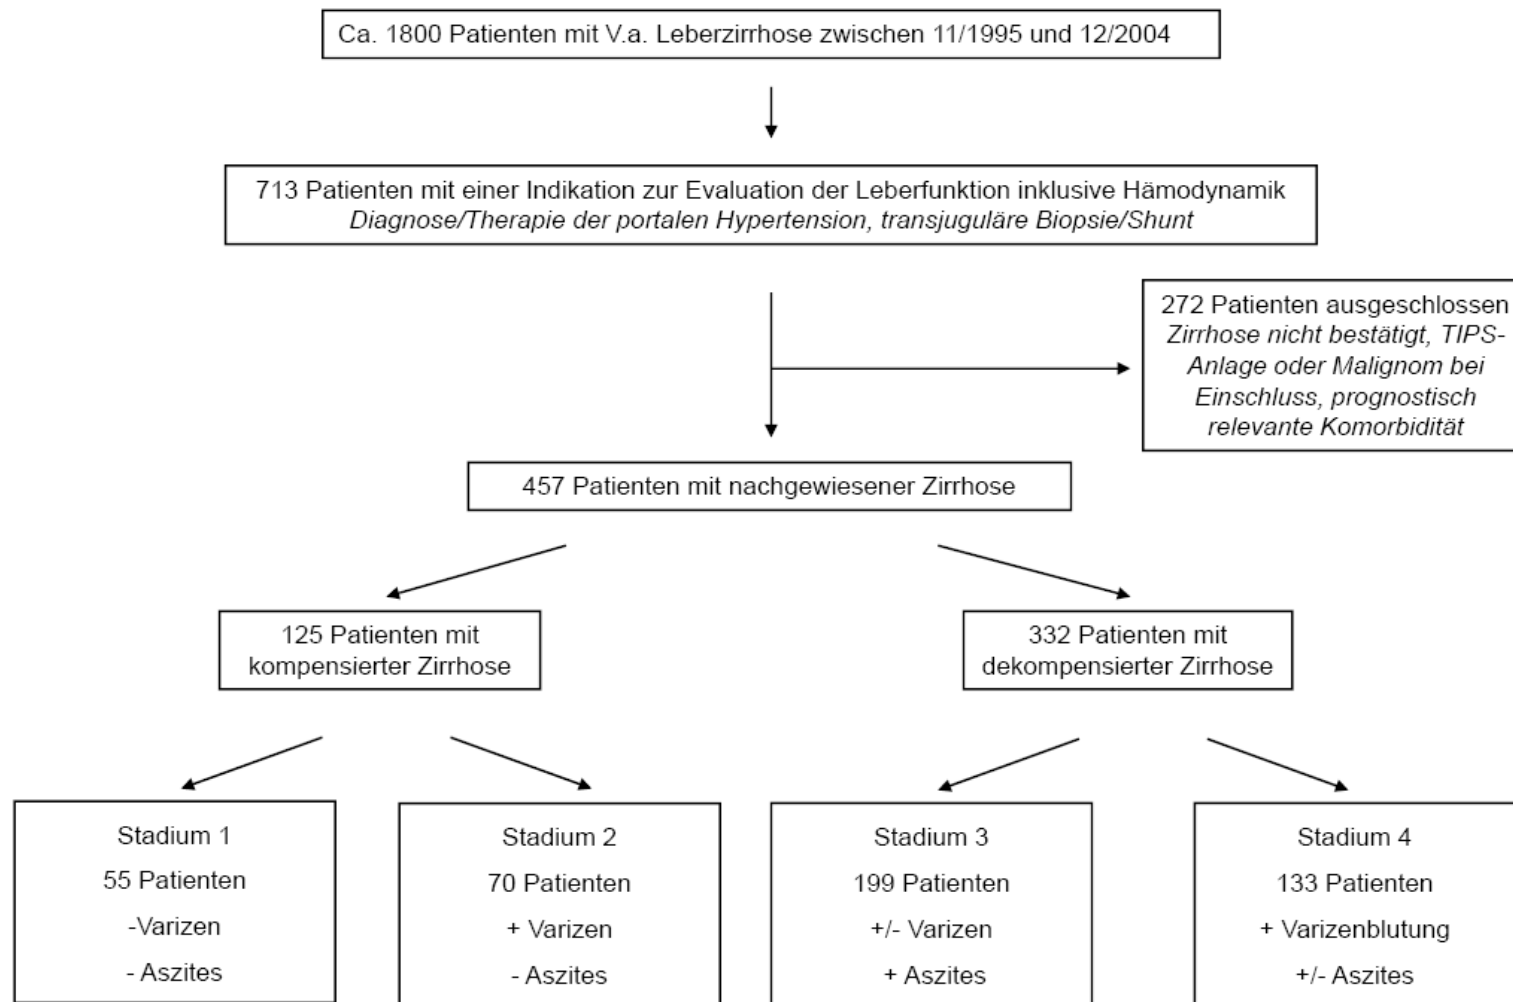 Ca. 1800 Patienten mit V.a. Leberzirrhose zwischen 11/1995 und 12/2004
713 Patienten mit einer Indikation zur Evaluation der Leberfunktion inklusive Hämodynamik
Diagnose/Therapie der portalen Hypertension, transjuguläre Biopsie/Shunt
272 Patienten ausgeschlossen
Zirrhose nicht bestätigt, TIPS-
Anlage oder Malignom bei
Einschluss, prognostisch
relevante Komorbidität
457 Patienten mit nachgewiesener Zirrhose
125 Patienten mit
kompensierter Zirrhose
332 Patienten mit
dekompensierter Zirrhose
Stadium 1
55 Patienten
-Varizen
- Aszites
Stadium 2
70 Patienten
+ Varizen
- Aszites
Stadium 3
199 Patienten
+/- Varizen
+ Aszites
Stadium 4
133 Patienten
+ Varizenblutung
+/- Aszites